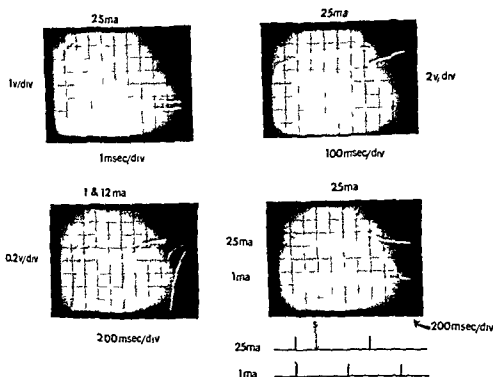 25ma
25ma
1v/div
2v,div
1msec/div
100msec/div
1 & 12 ma
25ma
0.2v/div
25ma
1ma
200msec/div
200msec/div
25ma
S
1ma